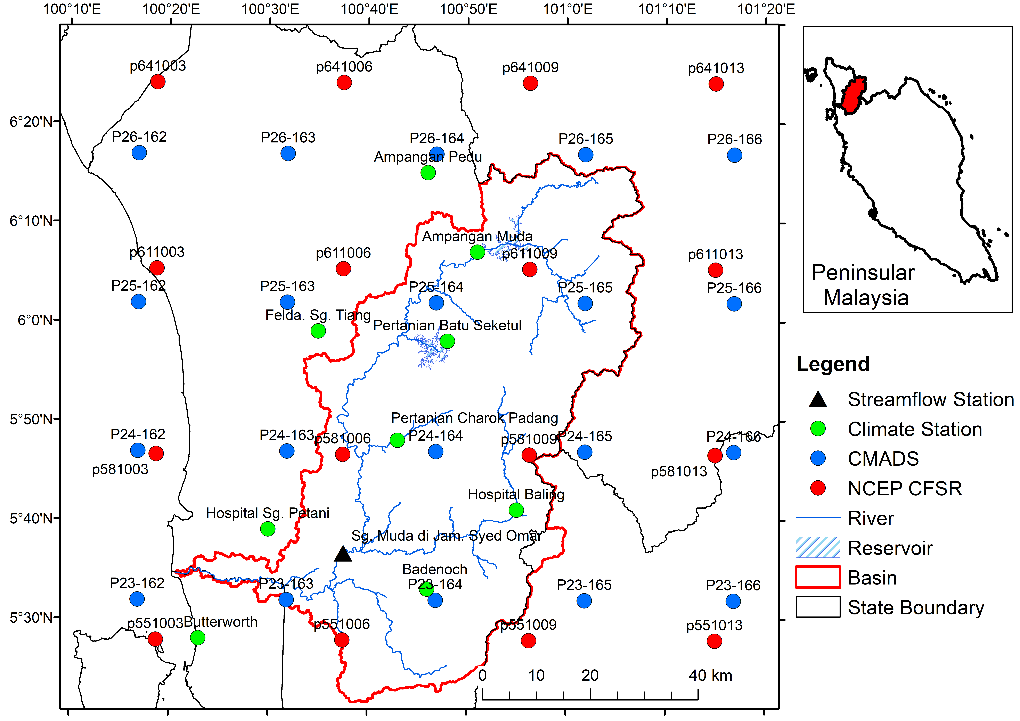 100°10'E 100°20'E 100°30'E 100°40'E 100°50'E 101°0'E 101°10'E 101°20'E
p641003 p641006 p641009 p641013
6°20'N
P26-162 P26-163 P26-164 P26-165 P26-166
Ampangan Pedu
6°10'N
Ampangan Muda
p611003 p611006 p611009 p611013
P25-162 P25-163 P25-164 P25-165 P25-166
6°0'N
Felda. Sg. Tiang Pertanian Batu Seketul
5°50'N
Pertanian Charok Padang
P24-162 P24-163 p581006 P24-164 p581009 P24-165 P24-166
p581003 p581013
Hospital Baling
Hospital Sg. Petani
5°40'N
Sg. Muda di Jam. Syed Omar
Badenoch
P23-162 P23-163 P23-164 P23-165 P23-166
5°30'N
p551003 Butterworth p551006 p551009 p551013
0 10 20 40 km
Peninsular
Malaysia
Legend
Streamflow Station
Climate Station
CMADS
NCEP CFSR
River
Reservoir
Basin
State Boundary